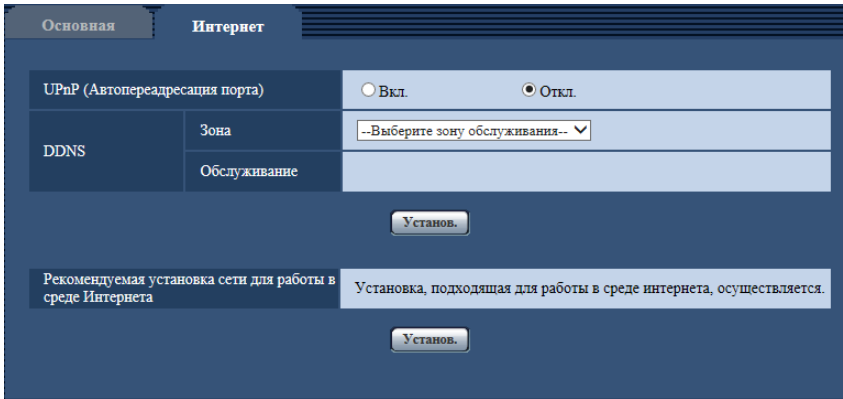 Основная
Интернет
UPnP (Автопереадресация порта)
Вкл.
Откл.
DDNS
Зона
--Выберите зону обслуживания--
Обслуживание
Установ.
Рекомендуемая установка сети для работы в
среде Интернета
Установка, подходящая для работы в среде интернета, осуществляется.
Установ.